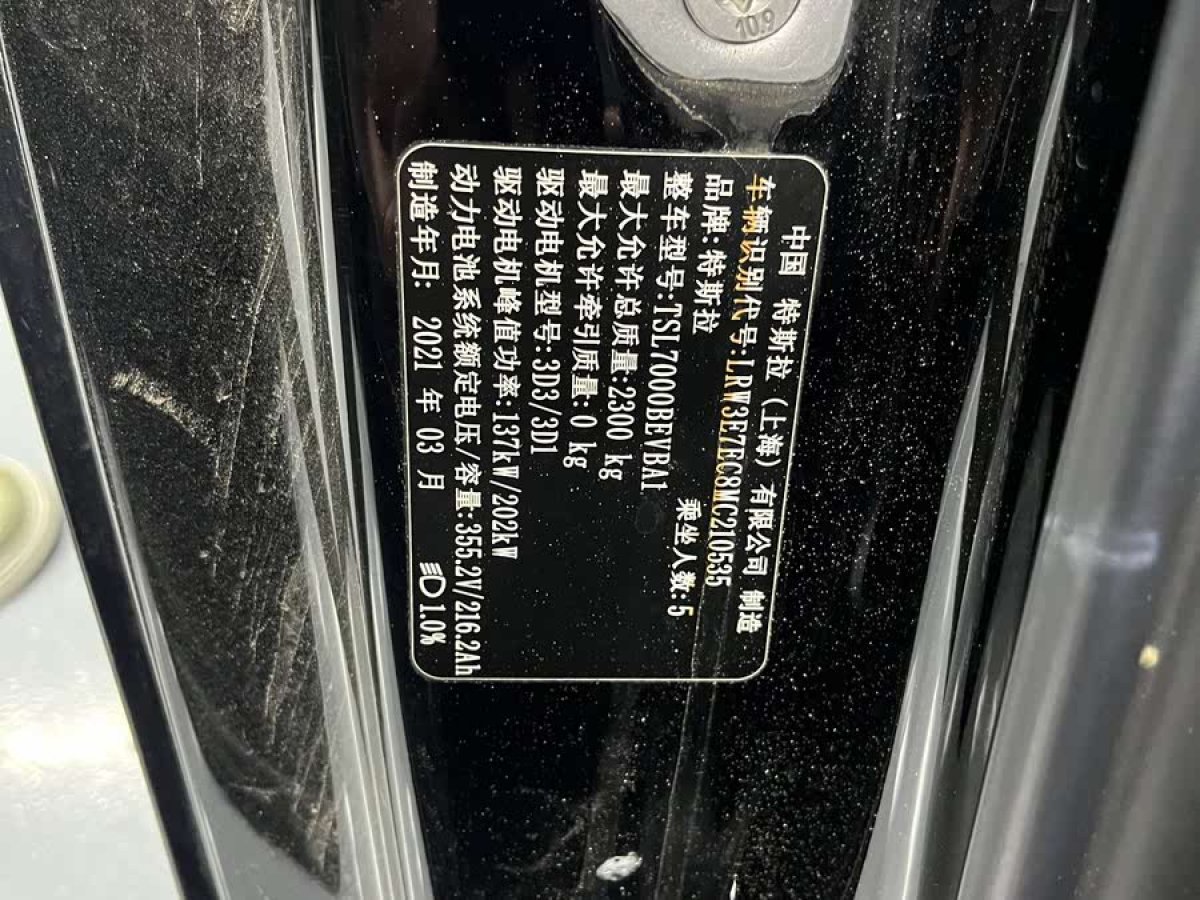 10.9
中国 特斯拉 (上海) 有限公司 制造
车辆识别代号:LRW3E7EC8MC210535
品牌:特斯拉 乘坐人数:5
整车型号:TSL7000BEVBA1
最大允许总质量:2300 kg
最大允许牵引质量:0 kg
驱动电机型号:3D3/3D1
驱动电机峰值功率:137kW/202kW
动力电池系统额定电压/容量:355.2V/216.2Ah
制造年月: 2021 年 03 月 1.0%